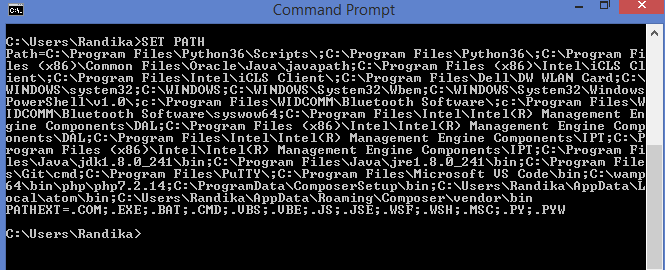 Command Prompt
C:\Users\Randika>SET PATH
Path=C:\Program Files\Python36\Scripts\;C:\Program Files\Python36\;C:\Program Fi
les (x86)\Common Files\Oracle\Java\javapath;C:\Program Files (x86)\Intel\iCLS Cl
ient\;C:\Program Files\Intel\iCLS Client\;C:\Program Files\Dell\DW WLAN Card;C:\
WINDOWS\system32;C:\WINDOWS;C:\WINDOWS\System32\Wbem;C:\WINDOWS\System32\Windows
PowerShell\v1.0\;c:\Program Files\WIDCOMM\Bluetooth Software\;c:\Program Files\W
IDCOMM\Bluetooth Software\syswow64;C:\Program Files\Intel\Intel(R) Management En
gine Components\DAL;C:\Program Files (x86)\Intel\Intel(R) Management Engine Comp
onents\DAL;C:\Program Files\Intel\Intel(R) Management Engine Components\IPT;C:\P
rogram Files (x86)\Intel\Intel(R) Management Engine Components\IPT;C:\Program Fi
les\Java\jdk1.8.0_241\bin;C:\Program Files\Java\jre1.8.0_241\bin;C:\Program File
s\Git\cmd;C:\Program Files\PuTTY\;C:\Program Files\Microsoft VS Code\bin;C:\wamp
64\bin\php\php7.2.14;C:\ProgramData\ComposerSetup\bin;C:\Users\Randika\AppData\L
ocal\atom\bin;C:\Users\Randika\AppData\Roaming\Composer\vendor\bin
PATHEXT=.COM;.EXE;.BAT;.CMD;.VBS;.VBE;.JS;.JSE;.WSF;.WSH;.MSC;.PY;.PYW
C:\Users\Randika>